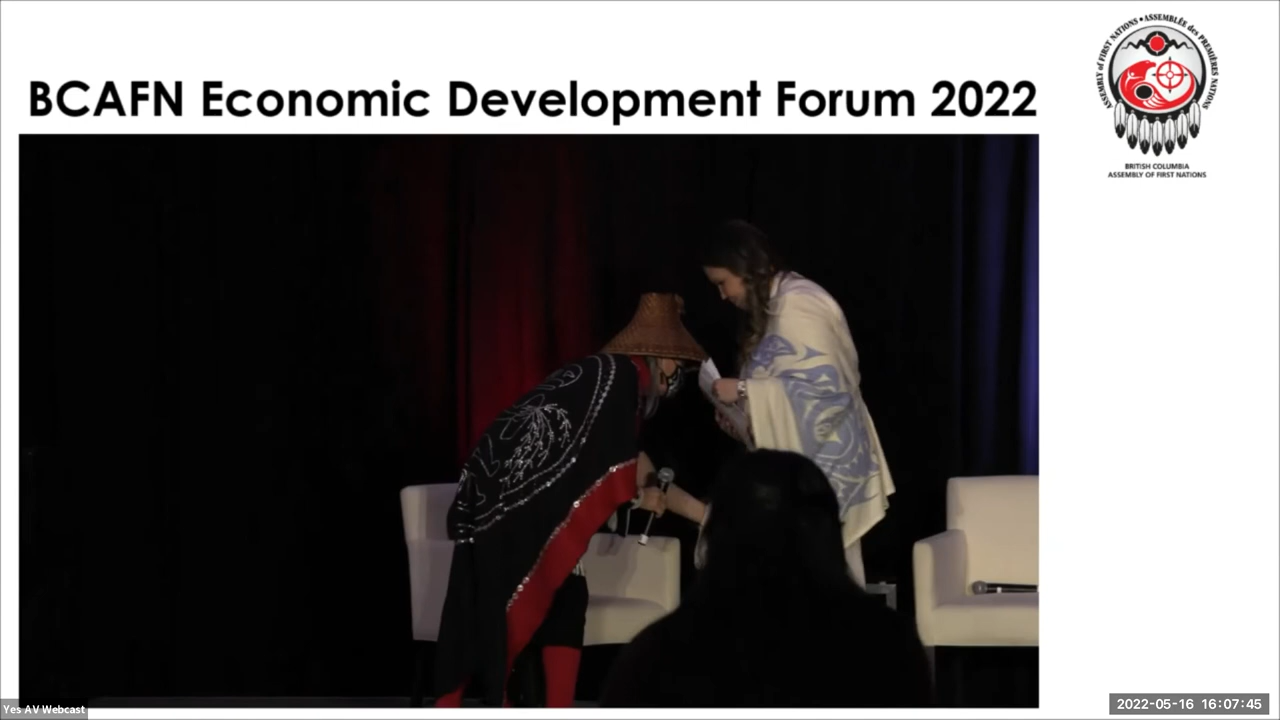 BCAFN Economic Development Forum 2022
ASSEMBLY of FIRST NATIONS • ASSEMBLÉE des PREMIÈRES NATIONS
BRITISH COLUMBIA
ASSEMBLY OF FIRST NATIONS
Yes AV Webcast
2022-05-16 16:07:45